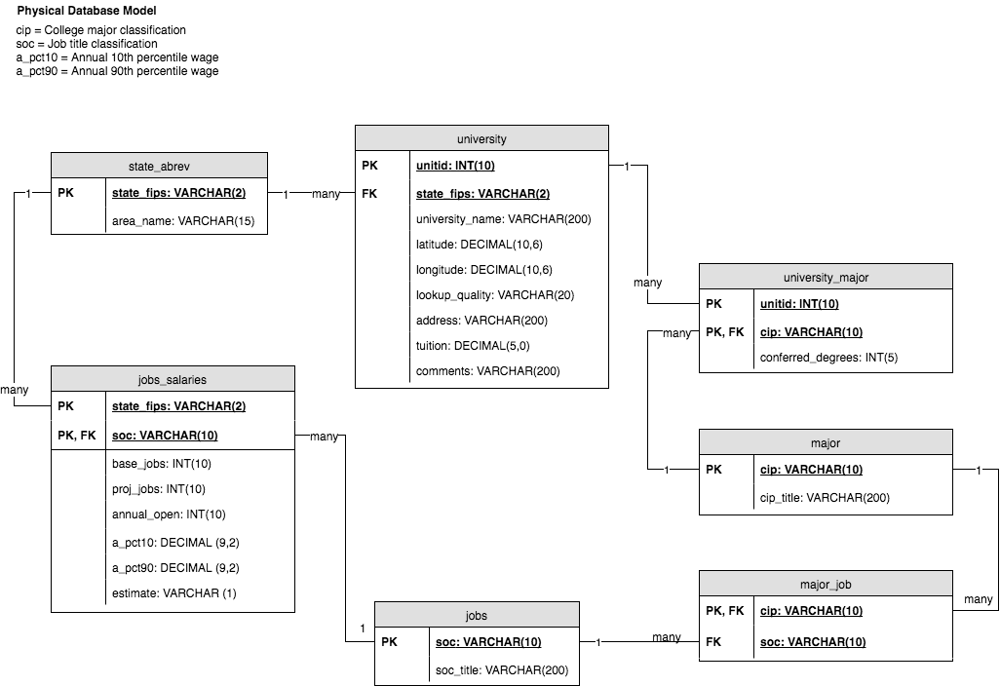 Physical Database Model
cip = College major classification
soc = Job title classification
a_pct10 = Annual 10th percentile wage
a_pct90 = Annual 90th percentile wage
state_abrev
1
PK
state_fips: VARCHAR(2)
area_name: VARCHAR(15)
1
many
university
PK
unitid: INT(10)
FK
state_fips: VARCHAR(2)
university_name: VARCHAR(200)
latitude: DECIMAL(10,6)
longitude: DECIMAL(10,6)
lookup_quality: VARCHAR(20)
address: VARCHAR(200)
tuition: DECIMAL(5,0)
comments: VARCHAR(200)
1
many
university_major
PK
unitid: INT(10)
many
PK, FK
cip: VARCHAR(10)
conferred_degrees: INT(5)
many
jobs_salaries
PK
state_fips: VARCHAR(2)
PK, FK
soc: VARCHAR(10)
base_jobs: INT(10)
proj_jobs: INT(10)
annual_open: INT(10)
a_pct10: DECIMAL (9,2)
a_pct90: DECIMAL (9,2)
estimate: VARCHAR (1)
many
1
major
1
PK
cip: VARCHAR(10)
cip_title: VARCHAR(200)
1
many
major_job
PK, FK
cip: VARCHAR(10)
FK
soc: VARCHAR(10)
jobs
PK
soc: VARCHAR(10)
soc_title: VARCHAR(200)
1
many